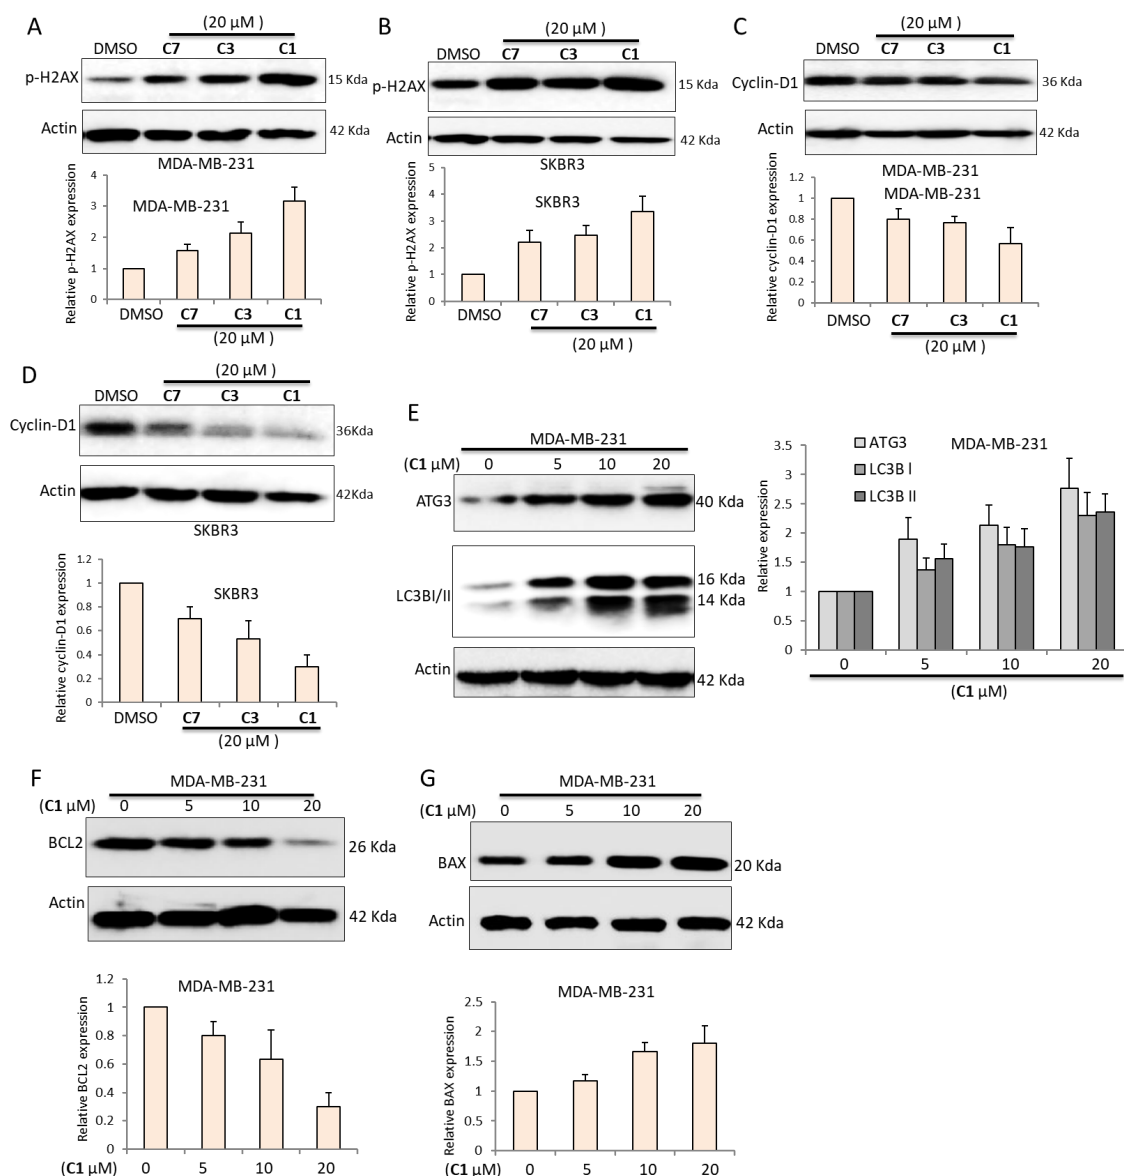 A
(20 µM )
DMSO C7 C3 C1
p-H2AX 15 Kda
Actin 42 Kda
MDA-MB-231
Relative p-H2AX expression
4
3
2
1
0
MDA-MB-231
DMSO C7 C3 C1
(20 µM )
B
(20 µM )
DMSO C7 C3 C1
p-H2AX 15 Kda
Actin 42 Kda
SKBR3
Relative p-H2AX expression
5
4
3
2
1
0
SKBR3
DMSO C7 C3 C1
(20 µM )
C
(20 µM )
DMSO C7 C3 C1
Cyclin-D1 36 Kda
Actin 42 Kda
MDA-MB-231
MDA-MB-231
Relative cyclin-D1 expression
1.2
1
0.8
0.6
0.4
0.2
0
DMSO C7 C3 C1
(20 µM )
D
(20 µM )
DMSO C7 C3 C1
Cyclin-D1 36Kda
Actin 42Kda
SKBR3
Relative cyclin-D1 expression
1.2
1
0.8
0.6
0.4
0.2
0
SKBR3
DMSO C7 C3 C1
(20 µM )
E
MDA-MB-231
(C1 µM) 0 5 10 20
ATG3 40 Kda
LC3BI/II 16 Kda
14 Kda
Actin 42 Kda
Relative expression
3.5
3
2.5
2
1.5
1
0.5
0
ATG3
LC3B I
LC3B II
MDA-MB-231
0 5 10 20
(C1 µM)
F
MDA-MB-231
(C1 µM) 0 5 10 20
BCL2 26 Kda
Actin 42 Kda
Relative BCL2 expression
1.2
1
0.8
0.6
0.4
0.2
0
MDA-MB-231
(C1 µM) 0 5 10 20
G
MDA-MB-231
(C1 µM) 0 5 10 20
BAX 20 Kda
Actin 42 Kda
MDA-MB-231
Relative BAX expression
2.5
2
1.5
1
0.5
0
(C1 µM) 0 5 10 20